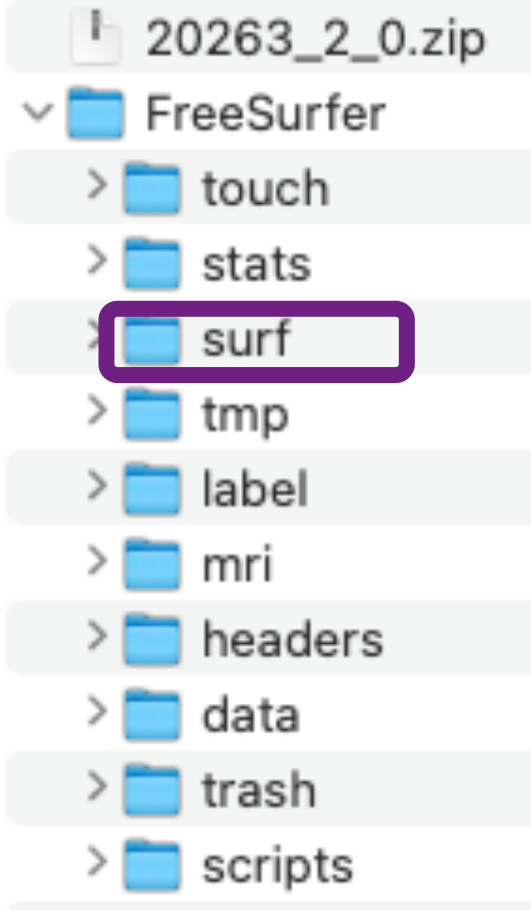 20263_2_0.zip
FreeSurfer
touch
stats
surf
tmp
label
mri
headers
data
trash
scripts